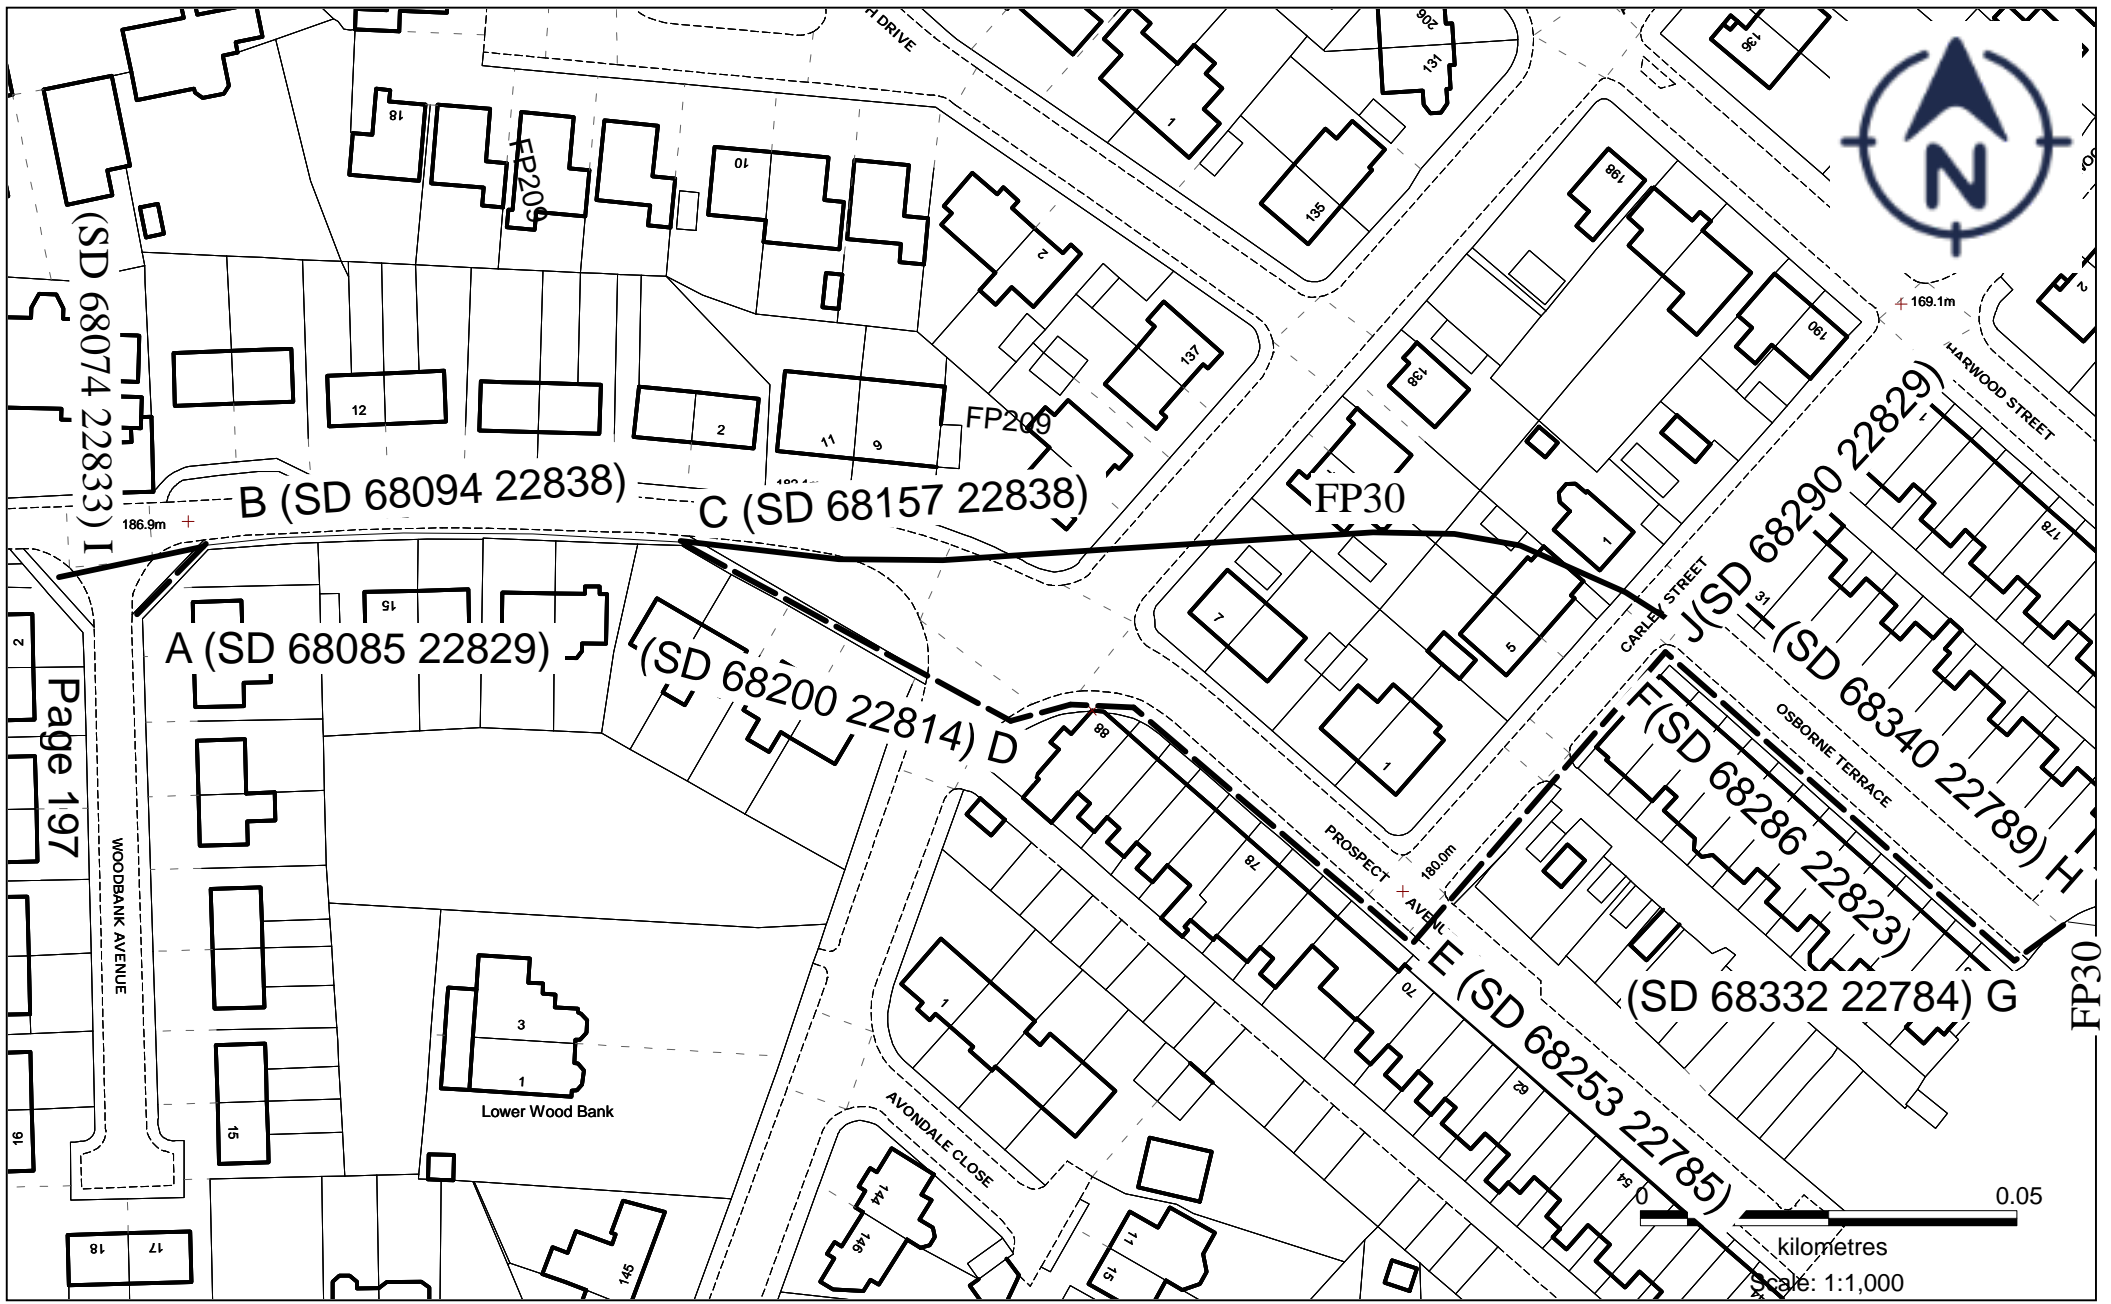 H DRIVE
206
131
136
18
FP209
10
1
2
135
198
N
2
169.1m
190
HARWOOD STREET
137
138
1
178
12
2
11
9
FP209
(SD 68074 22833) I
B (SD 68094 22838)
C (SD 68157 22838)
FP30
186.9m
1
CARLEY STREET
J(SD 68290 22829)
31
(SD 68340 22789) H
15
2
A (SD 68085 22829)
(SD 68200 22814) D
7
5
F(SD 68286 22823)
OSBORNE TERRACE
Page 197
88
1
PROSPECT
AVENU
180.0m
78
WOODBANK AVENUE
70
E (SD 68253 22785)
(SD 68332 22784) G
FP30
1
3
1
Lower Wood Bank
62
54
AVONDALE CLOSE
16
15
144
146
11
15
145
18
17
0
0.05
kilometres
Scale: 1:1,000